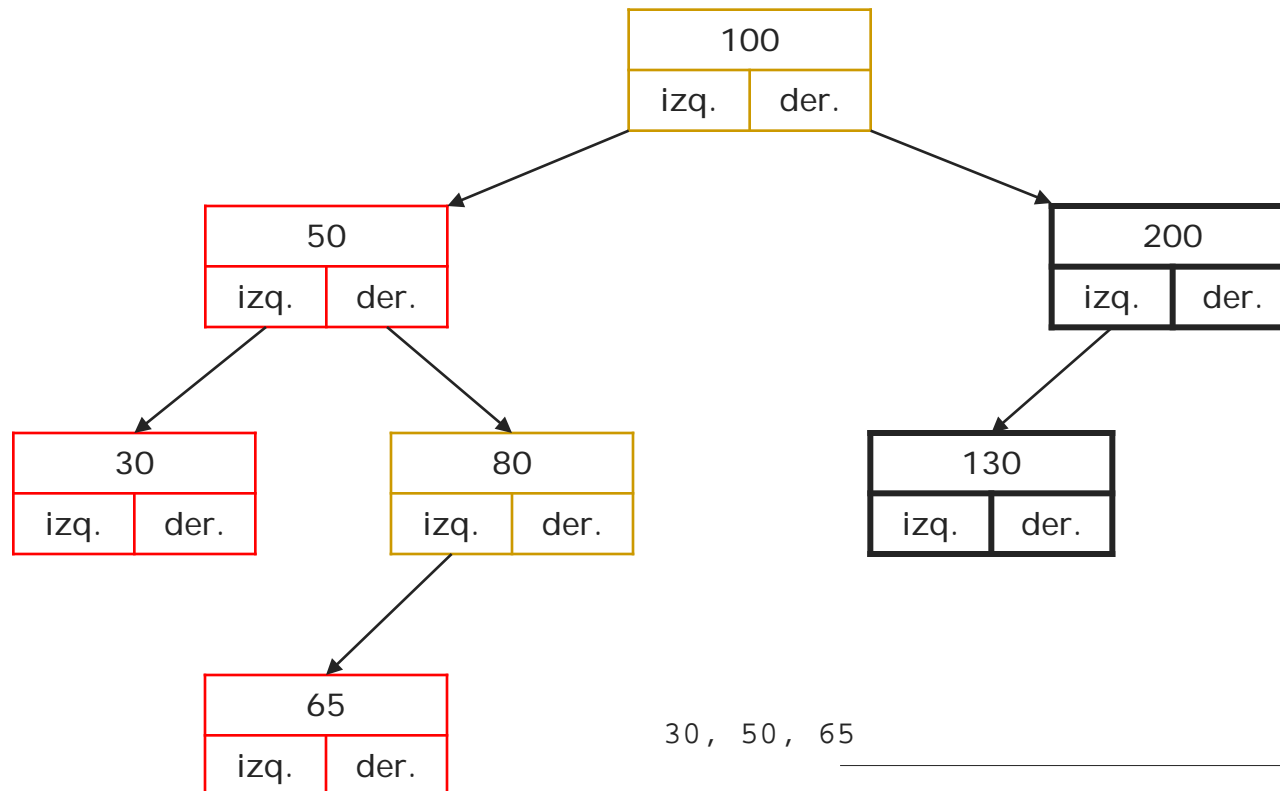 100
izq. der.
50
izq. der.
200
izq. der.
30
izq. der.
80
izq. der.
130
izq. der.
65
izq. der.
30, 50, 65